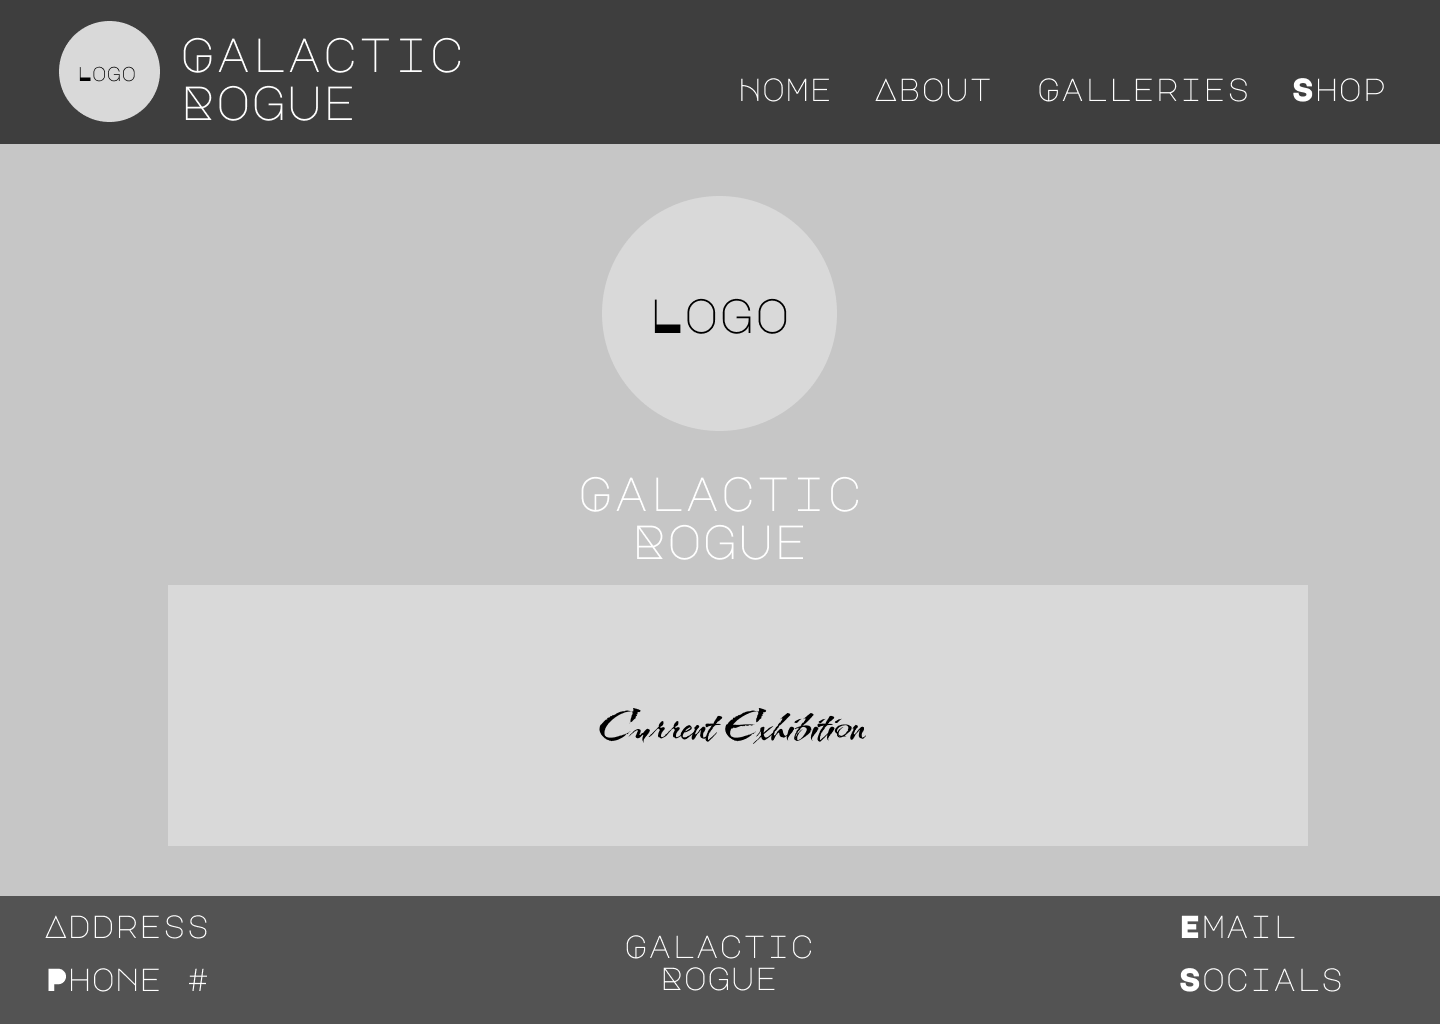 LOGO
GALACTIC
ROGUE
HOME ABOUT GALLERIES SHOP
LOGO
GALACTIC
ROGUE
Current Exhibition
ADDRESS
PHONE #
GALACTIC
ROGUE
EMAIL
SOCIALS